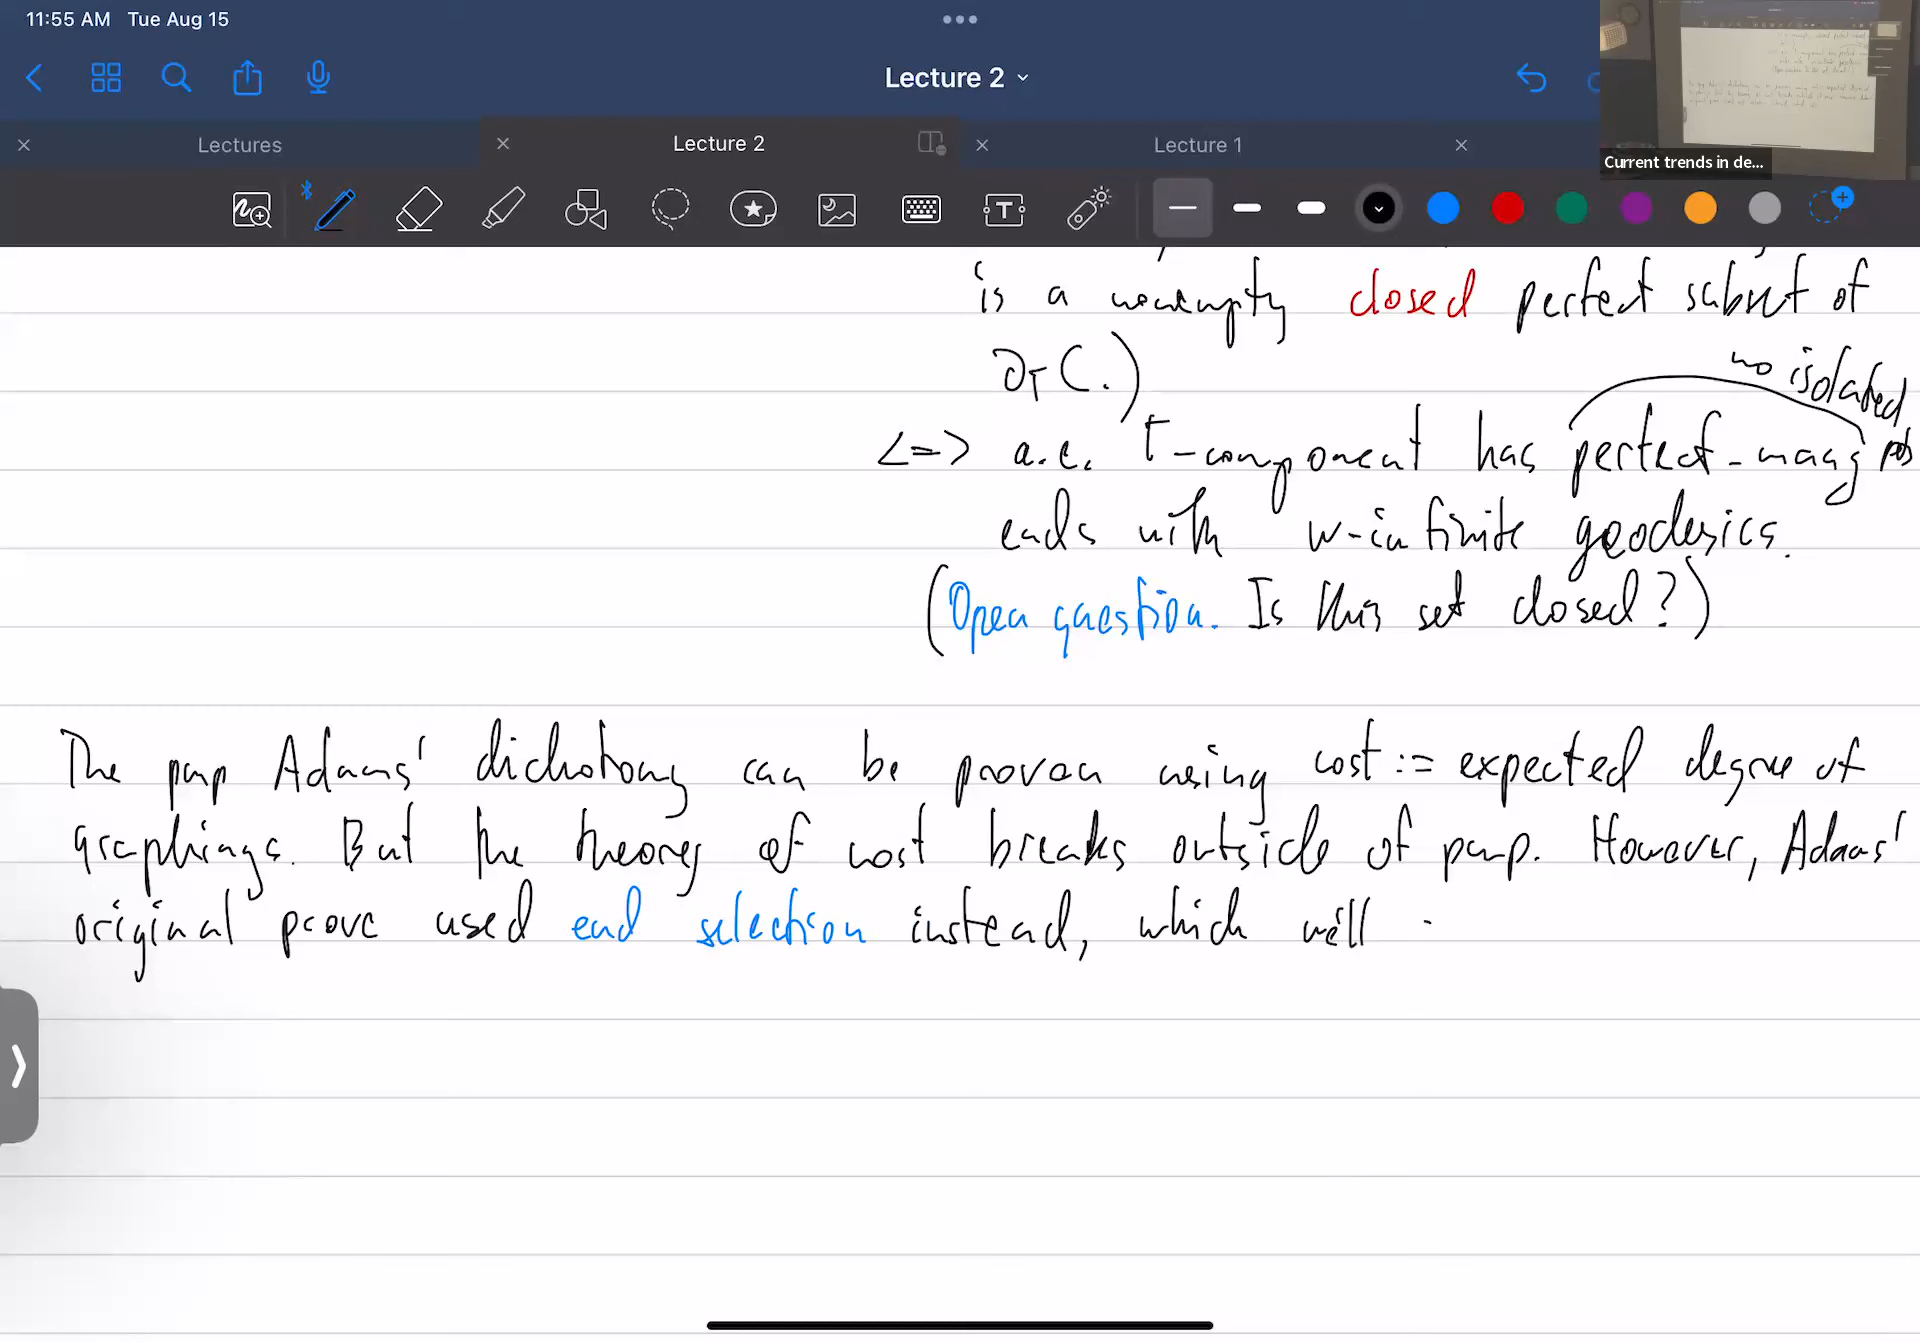 11:55 AM Tue Aug 15
Lecture 2
Lectures
Lecture 2
Lecture 1
Current trends in de...
is a nonempty closed perfect subset of
∂T C.)
no isolated
pts
<=> a.e. T-component has perfect-many
ends with w-infinite geodesics.
(Open question. Is this set closed?)
The pmp Adams' dichotomy can be proven using cost := expected degree of
graphings. But the theory of cost breaks outside of pmp. However, Adams'
original prove used end selection instead, which will